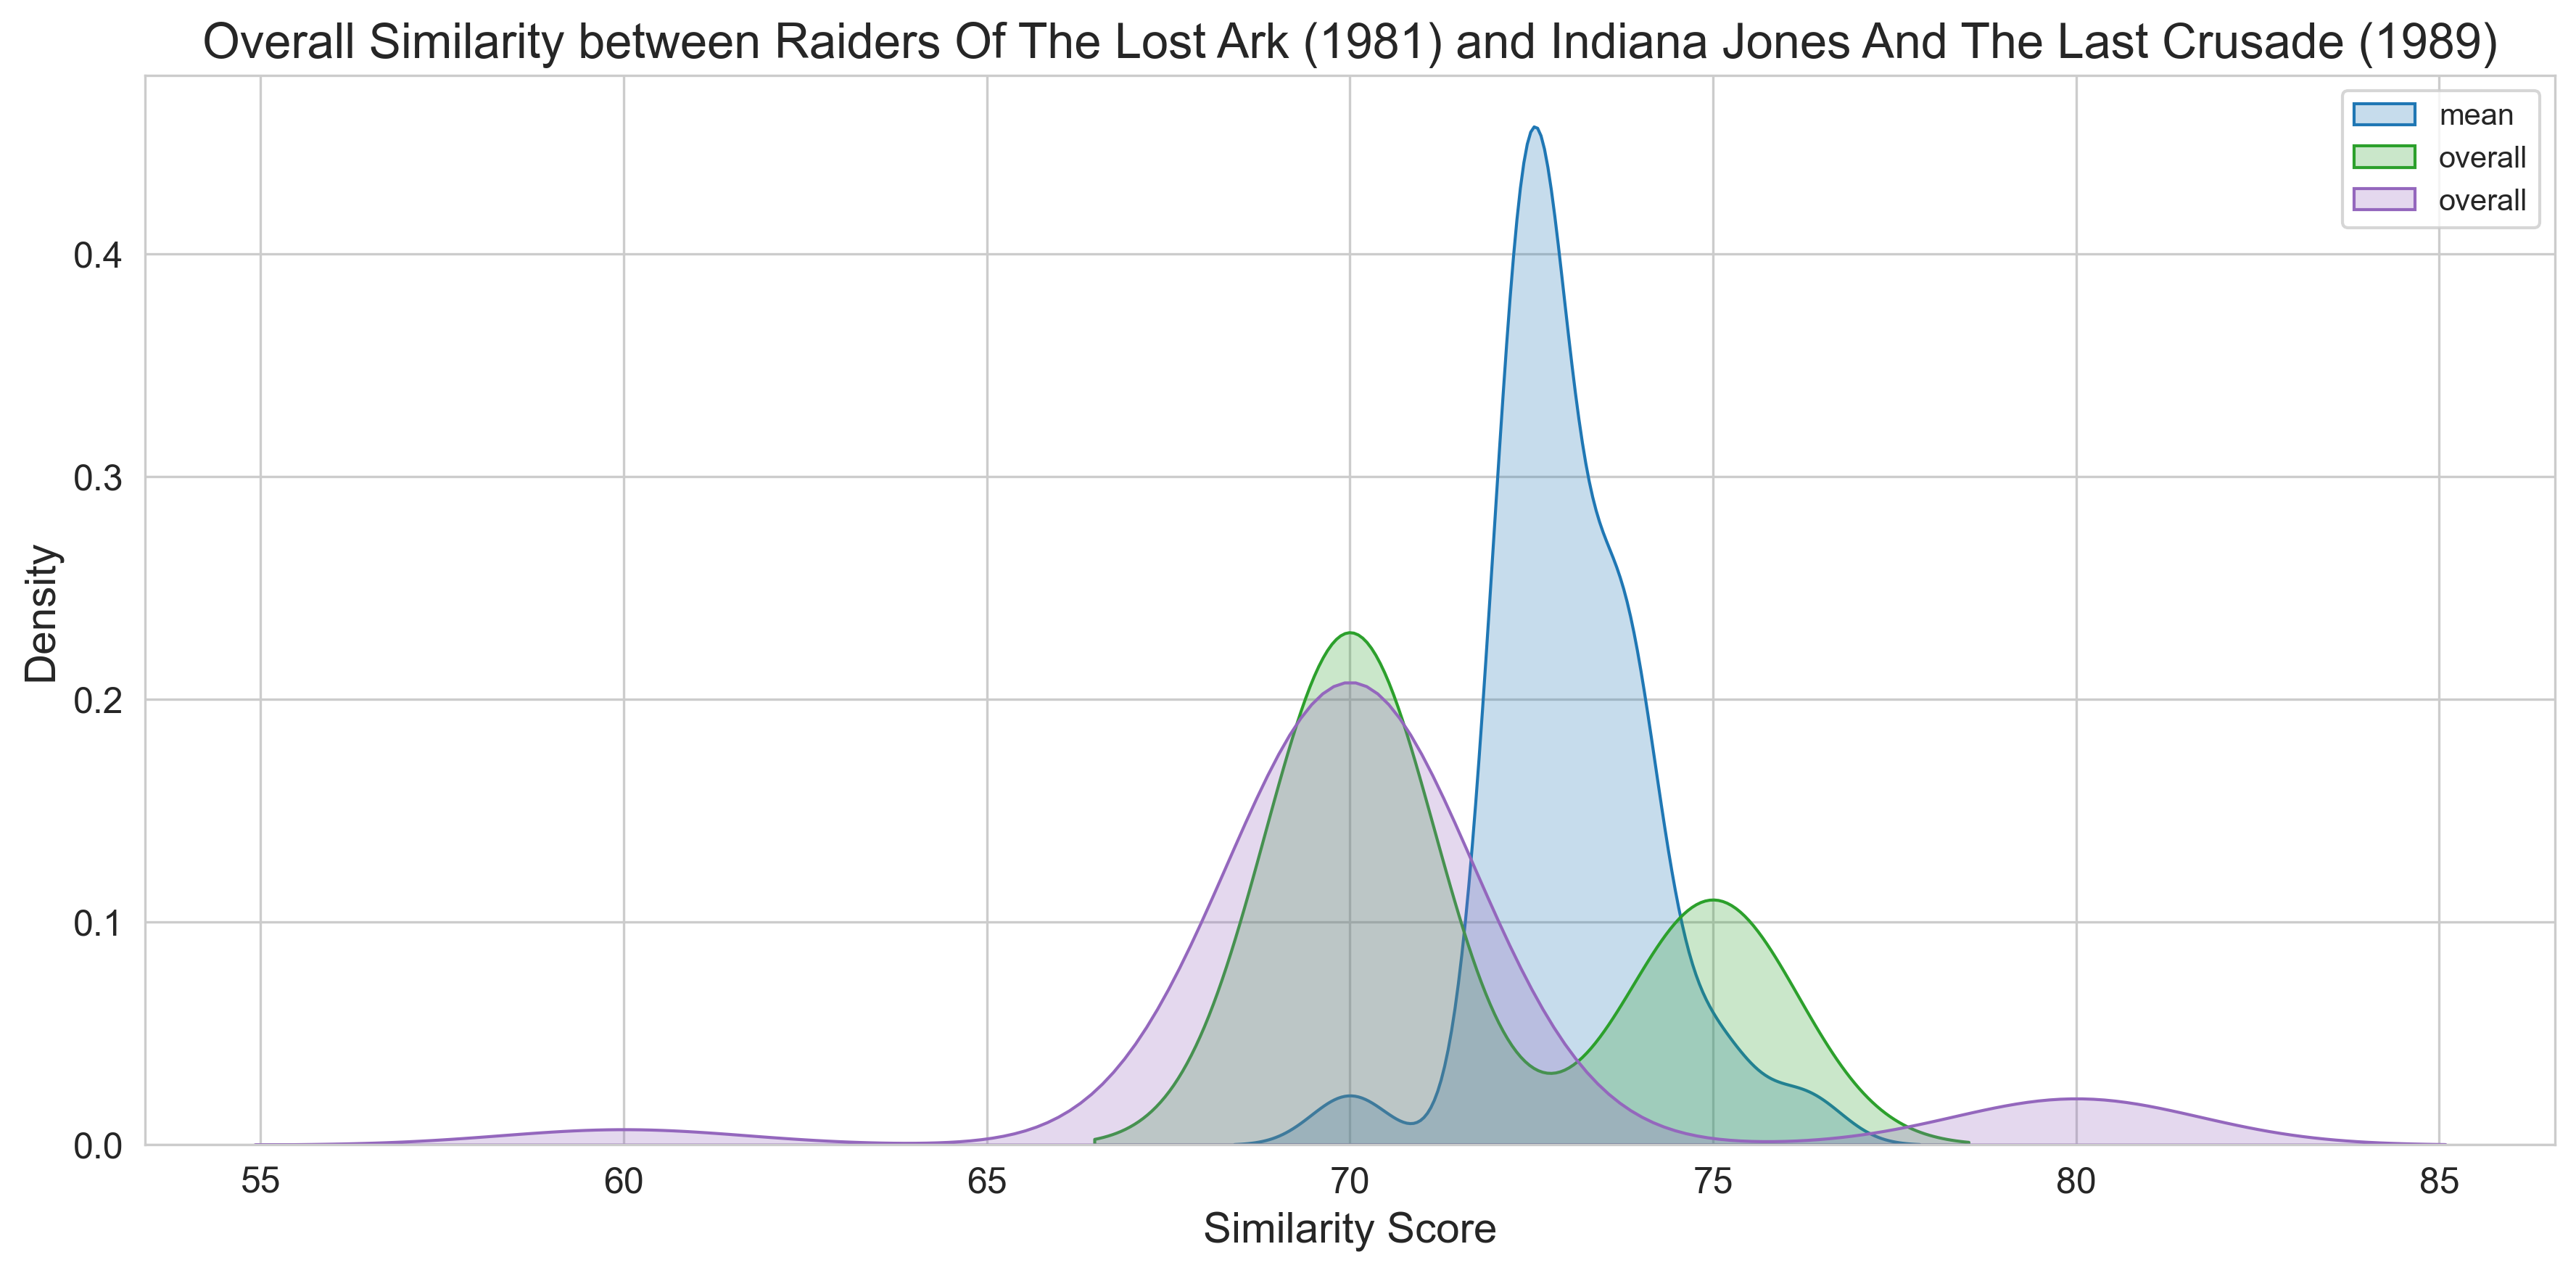 Overall Similarity between Raiders Of The Lost Ark (1981) and Indiana Jones And The Last Crusade (1989)
mean
overall
overall
Density
0.4
0.3
0.2
0.1
0.0
55 60 65 70 75 80 85
Similarity Score